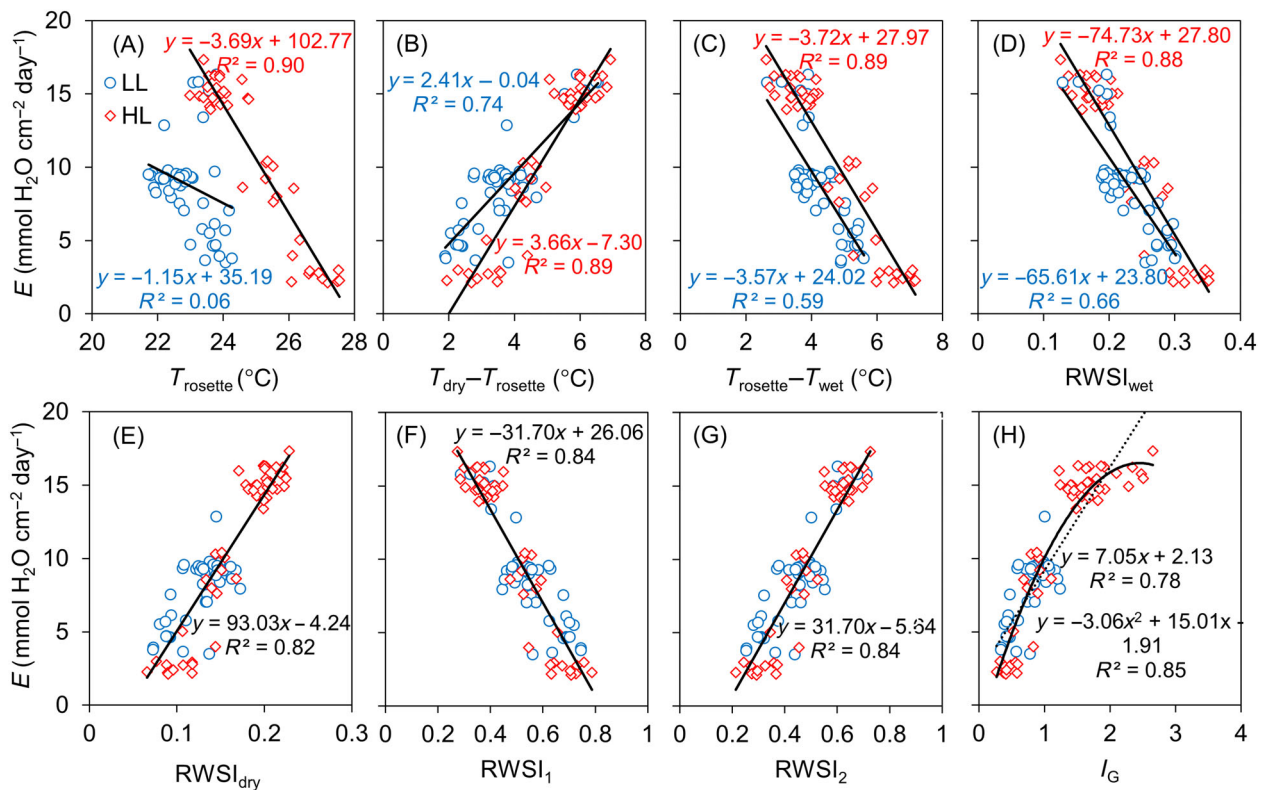 (A)
y = –3.69x + 102.77
R² = 0.90
LL
HL
y = –1.15x + 35.19
R² = 0.06
20
15
10
5
0
20 22 24 26 28
E (mmol H₂O cm⁻² day⁻¹)
T_rosette (°C)
(B)
y = 2.41x – 0.04
R² = 0.74
y = 3.66x – 7.30
R² = 0.89
0 2 4 6 8
T_dry–T_rosette (°C)
(C)
y = –3.72x + 27.97
R² = 0.89
y = –3.57x + 24.02
R² = 0.59
0 2 4 6 8
T_rosette–T_wet (°C)
(D)
y = –74.73x + 27.80
R² = 0.88
y = –65.61x + 23.80
R² = 0.66
0 0.1 0.2 0.3 0.4
RWSI_wet
(E)
y = 93.03x – 4.24
R² = 0.82
20
15
10
5
0
0 0.1 0.2 0.3
E (mmol H₂O cm⁻² day⁻¹)
RWSI_dry
(F)
y = –31.70x + 26.06
R² = 0.84
0 0.2 0.4 0.6 0.8 1
RWSI₁
(G)
y = 31.70x – 5.64
R² = 0.84
0 0.2 0.4 0.6 0.8 1
RWSI₂
(H)
y = 7.05x + 2.13
R² = 0.78
y = –3.06x² + 15.01x -
1.91
R² = 0.85
0 1 2 3 4
I_G